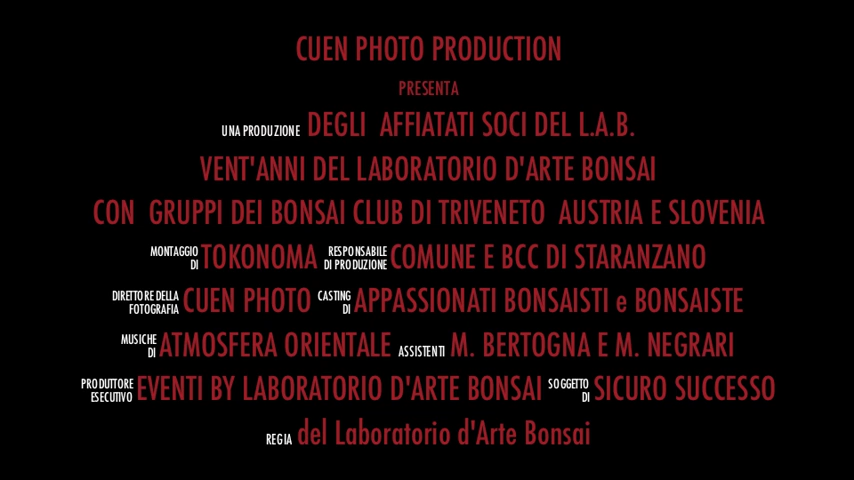 CUEN PHOTO PRODUCTION
PRESENTA
UNA PRODUZIONE DEGLI AFFIATATI SOCI DEL L.A.B.
VENT'ANNI DEL LABORATORIO D'ARTE BONSAI
CON GRUPPI DEI BONSAI CLUB DI TRIVENETO AUSTRIA E SLOVENIA
MONTAGGIO DI TOKONOMA RESPONSABILE DI PRODUZIONE COMUNE E BCC DI STARANZANO
DIRETTORE DELLA FOTOGRAFIA CUEN PHOTO CASTING DI APPASSIONATI BONSAISTI e BONSAISTE
MUSICHE DI ATMOSFERA ORIENTALE ASSISTENTI M. BERTOGNA E M. NEGRARI
PRODUTTORE ESECUTIVO EVENTI BY LABORATORIO D'ARTE BONSAI SOGGETTO DI SICURO SUCCESSO
REGIA del Laboratorio d'Arte Bonsai